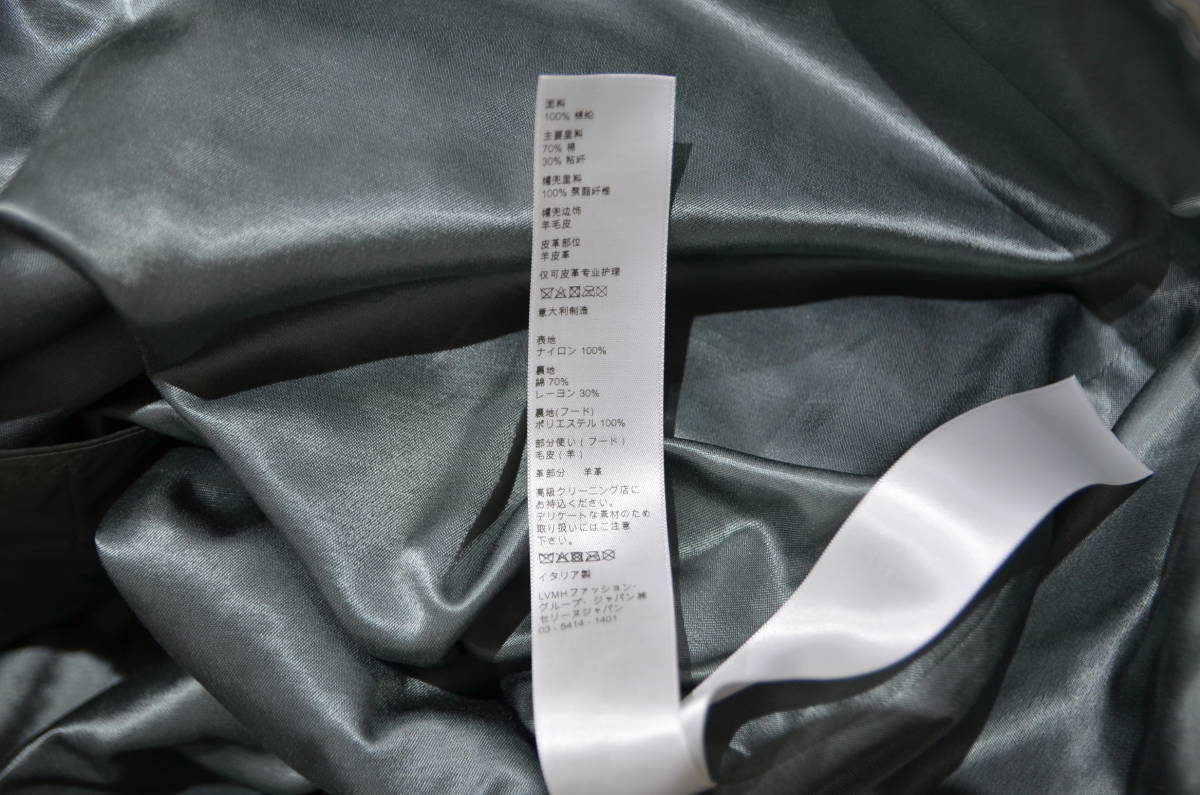 面料
100% 锦纶
主要里料
70% 棉
30% 粘纤
帽兜里料
100% 聚酯纤维
帽兜边饰
羊毛皮
皮革部位
羊皮革
仅可皮革专业护理
意大利制造
表地
ナイロン 100%
裏地
綿 70%
レーヨン 30%
裏地(フード)
ポリエステル 100%
部分使い(フード)
毛皮(羊)
革部分 羊革
高級クリーニング店に
お持込ください。
デリケートな素材のため
取り扱いにはご注意
下さい。
イタリア製
LVMHファッション・
グループ・ジャパン㈱
セリーヌジャパン
03 - 5414 - 1401